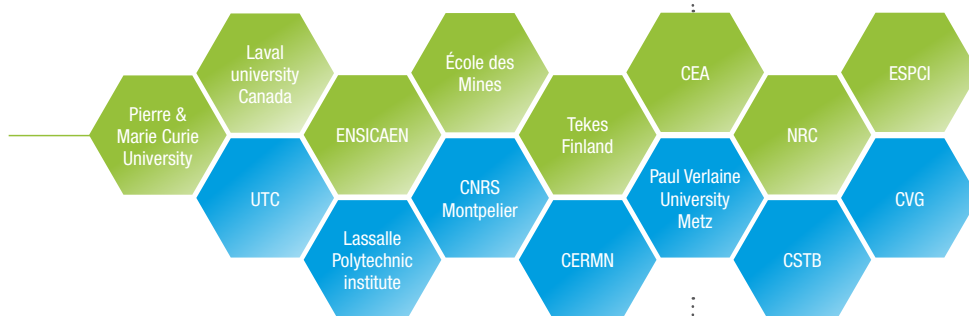 Laval
university
Canada
École des
Mines
CEA
ESPCI
Pierre &
Marie Curie
University
ENSICAEN
Tekes
Finland
NRC
UTC
CNRS
Montpelier
Paul Verlaine
University
Metz
CVG
Lassalle
Polytechnic
institute
CERMN
CSTB